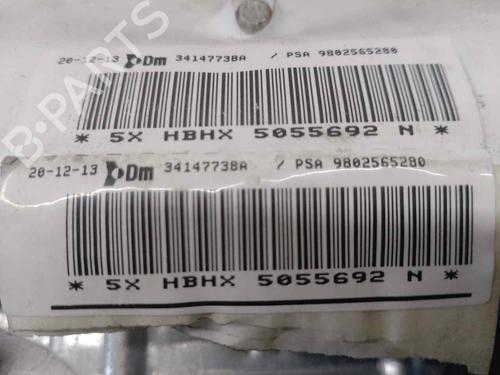 20-12-13 Dm 34147738A / PSA 9802565280
* 5X HBHX 5055692 N *
20-12-13 Dm 34147738A / PSA 9802565280
* 5X HBHX 5055692 N *
B-PARTS